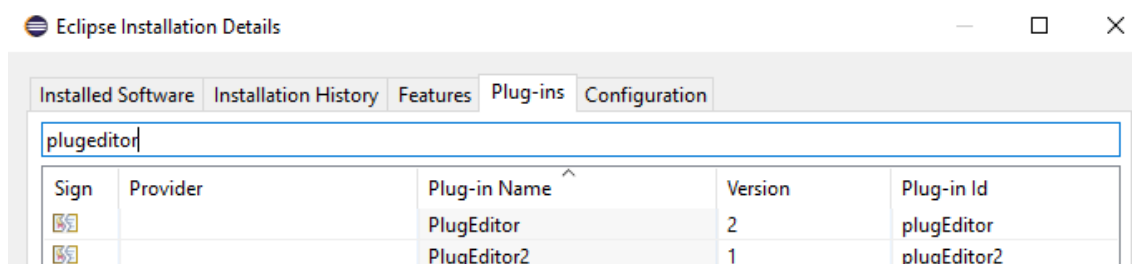 Eclipse Installation Details
Installed Software Installation History Features Plug-ins Configuration
plugeditor
Sign Provider Plug-in Name Version Plug-in Id
PlugEditor 2 plugEditor
PlugEditor2 1 plugEditor2